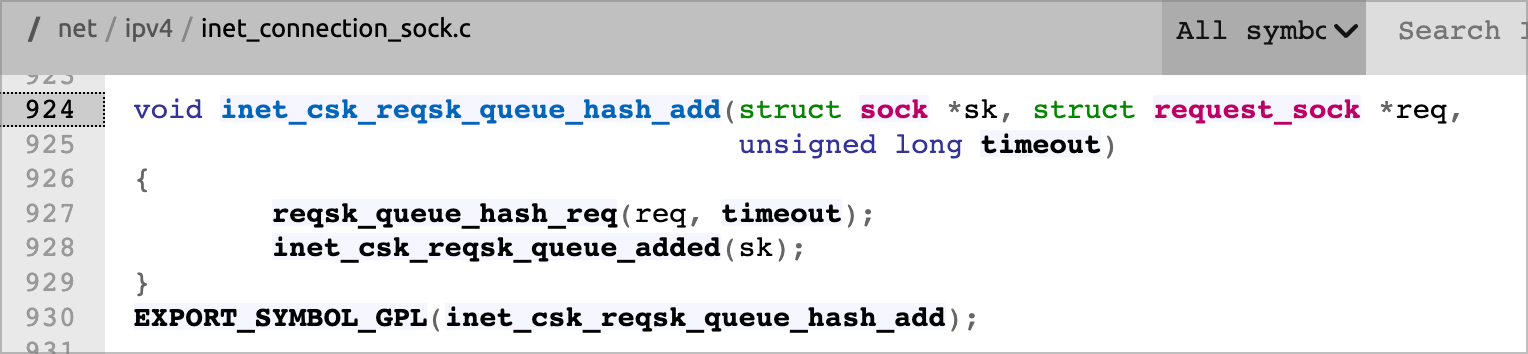 / net / ipv4 / inet_connection_sock.c All symbo Search
923
924 void inet_csk_reqsk_queue_hash_add(struct sock *sk, struct request_sock *req,
925 unsigned long timeout)
926 {
927 reqsk_queue_hash_req(req, timeout);
928 inet_csk_reqsk_queue_added(sk);
929 }
930 EXPORT_SYMBOL_GPL(inet_csk_reqsk_queue_hash_add);
931